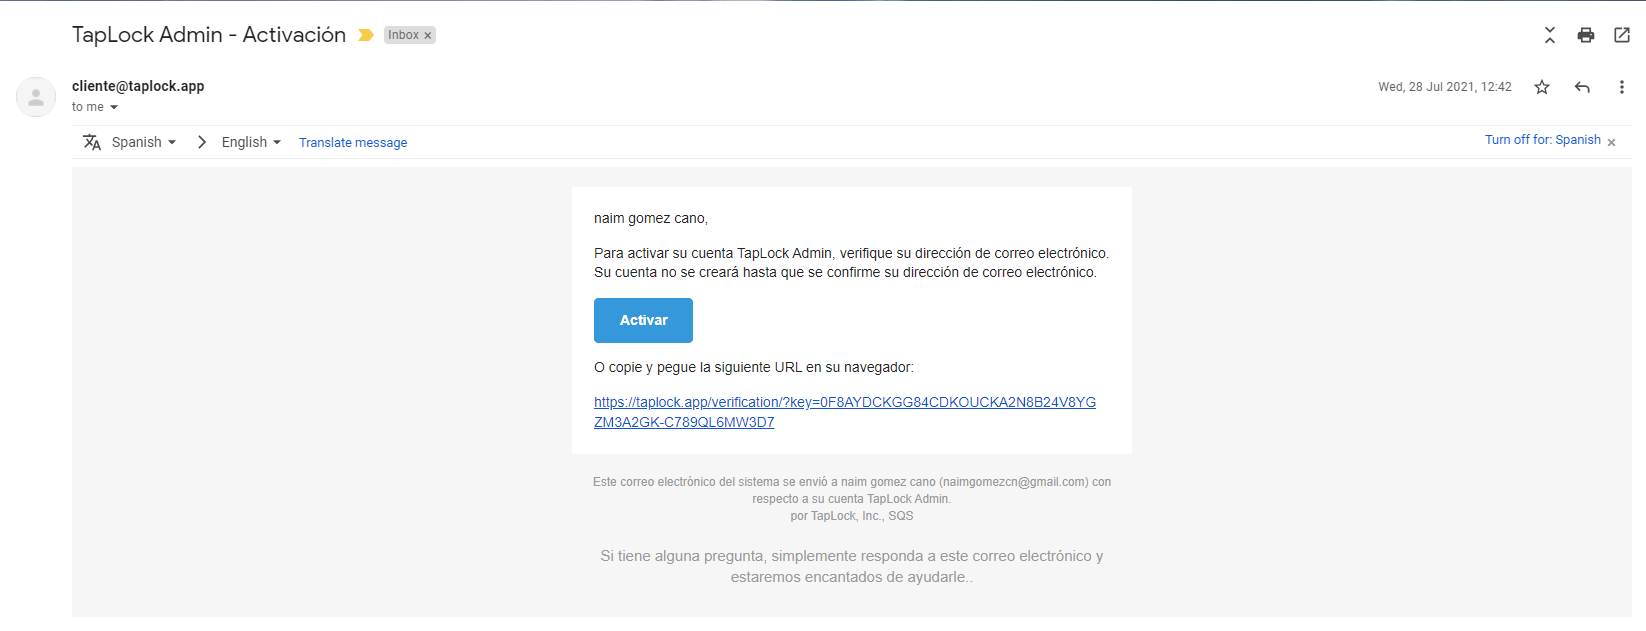 TapLock Admin - Activación
Inbox ×
cliente@taplock.app
Wed, 28 Jul 2021, 12:42
to me
Spanish
English
Translate message
Turn off for: Spanish ×
naim gomez cano,
Para activar su cuenta TapLock Admin, verifique su dirección de correo electrónico.
Su cuenta no se creará hasta que se confirme su dirección de correo electrónico.
Activar
O copie y pegue la siguiente URL en su navegador:
https://taplock.app/verification/?key=0F8AYDCKGG84CDKOUCKA2N8B24V8YG
ZM3A2GK-C789QL6MW3D7
Este correo electrónico del sistema se envió a naim gomez cano (naimgomezcn@gmail.com) con
respecto a su cuenta TapLock Admin.
por TapLock, Inc., SQS
Si tiene alguna pregunta, simplemente responda a este correo electrónico y
estaremos encantados de ayudarle..